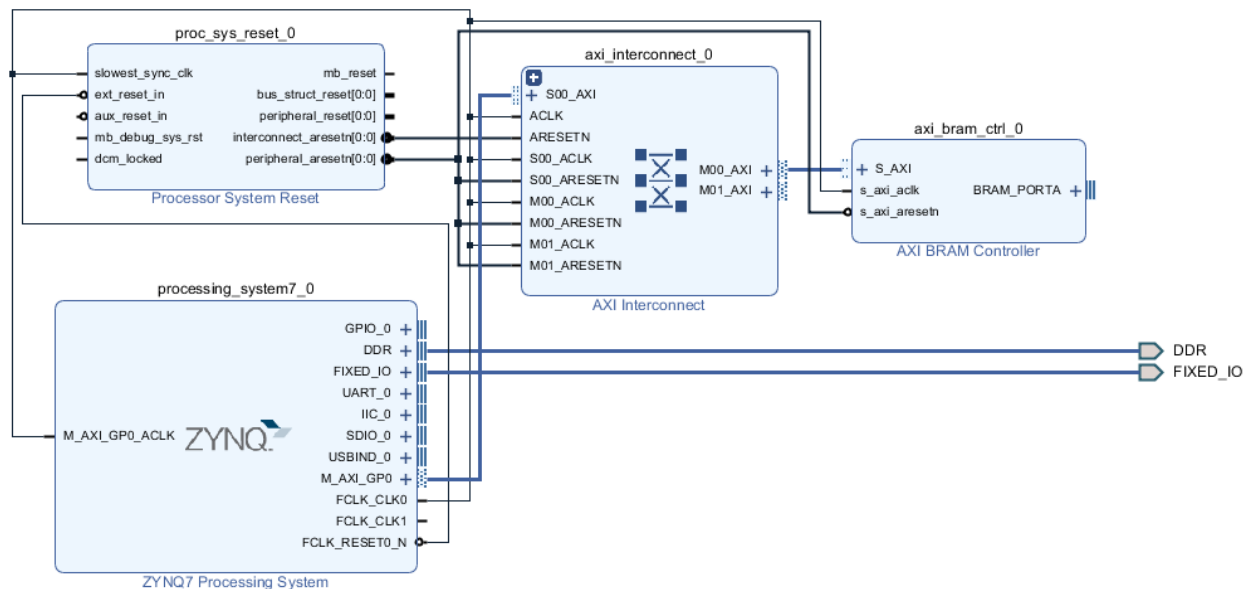 proc_sys_reset_0
slowest_sync_clk
ext_reset_in
aux_reset_in
mb_debug_sys_rst
dcm_locked
mb_reset
bus_struct_reset[0:0]
peripheral_reset[0:0]
interconnect_aresetn[0:0]
peripheral_aresetn[0:0]
Processor System Reset
axi_interconnect_0
S00_AXI
ACLK
ARESETN
S00_ACLK
S00_ARESETN
M00_ACLK
M00_ARESETN
M01_ACLK
M01_ARESETN
M00_AXI
M01_AXI
AXI Interconnect
axi_bram_ctrl_0
S_AXI
s_axi_aclk
s_axi_aresetn
BRAM_PORTA
AXI BRAM Controller
processing_system7_0
M_AXI_GP0_ACLK
ZYNQ
GPIO_0
DDR
FIXED_IO
UART_0
IIC_0
SDIO_0
USBIND_0
M_AXI_GP0
FCLK_CLK0
FCLK_CLK1
FCLK_RESET0_N
ZYNQ7 Processing System
DDR
FIXED_IO